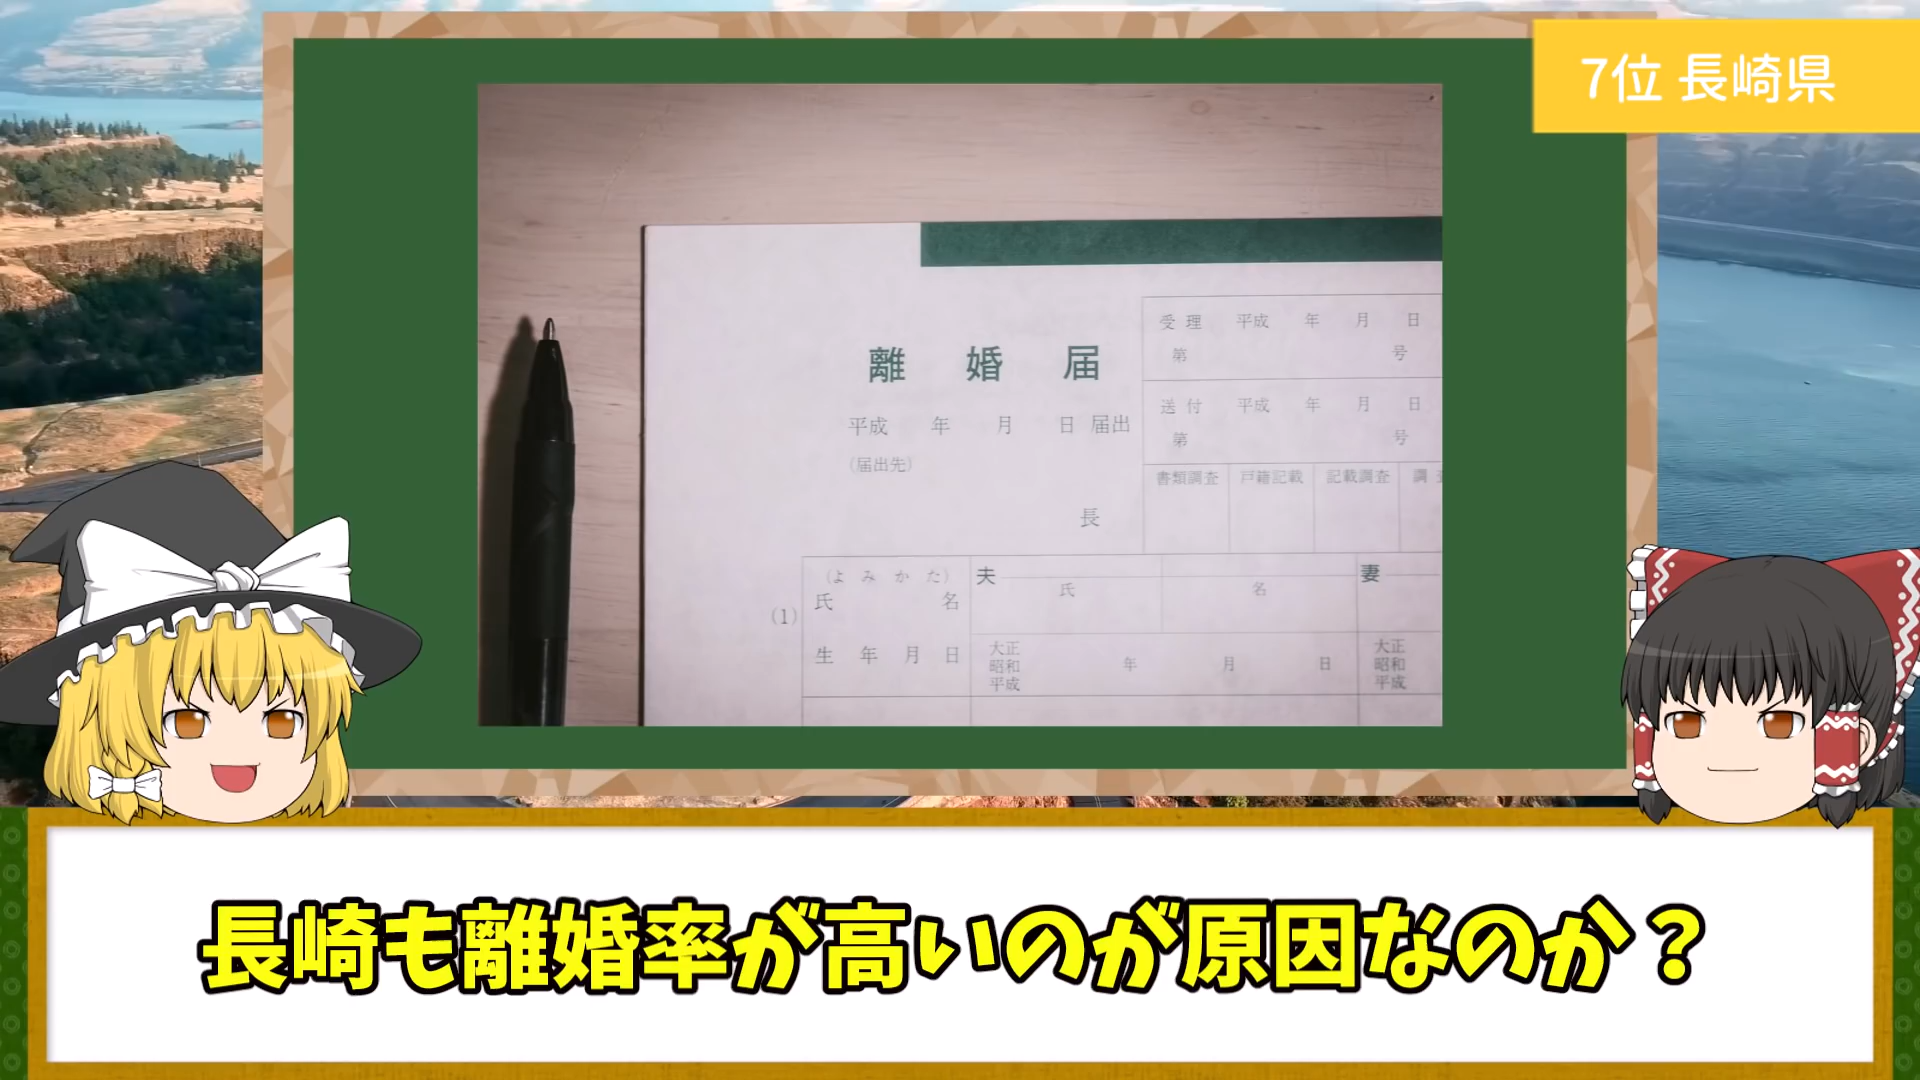 7位 長崎県
離婚届
平成 年 月 日 届出
(届出先)
長
受理 平成 年 月 日
第 号
送付 平成 年 月 日
第 号
書類調査 戸籍記載 記載調査 調
(よみかた) 夫 妻
氏 名 氏 名
(1)
生年月日 大正 年 月 日 大正
昭和 昭和
平成 平成
長崎も離婚率が高いのが原因なのか？